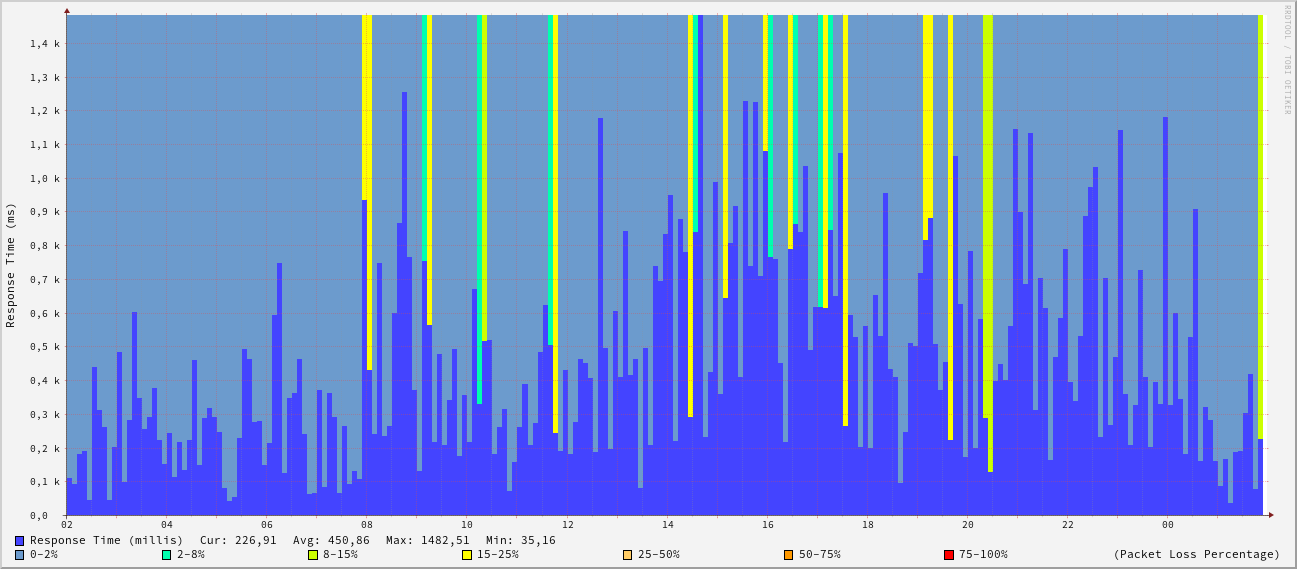 RRDTOOL / TOBI OETIKER
Response Time (ms)
1,4 k
1,3 k
1,2 k
1,1 k
1,0 k
0,9 k
0,8 k
0,7 k
0,6 k
0,5 k
0,4 k
0,3 k
0,2 k
0,1 k
0,0
02 04 06 08 10 12 14 16 18 20 22 00
Response Time (millis) Cur: 226,91 Avg: 450,86 Max: 1482,51 Min: 35,16
0-2% 2-8% 8-15% 15-25% 25-50% 50-75% 75-100% (Packet Loss Percentage)